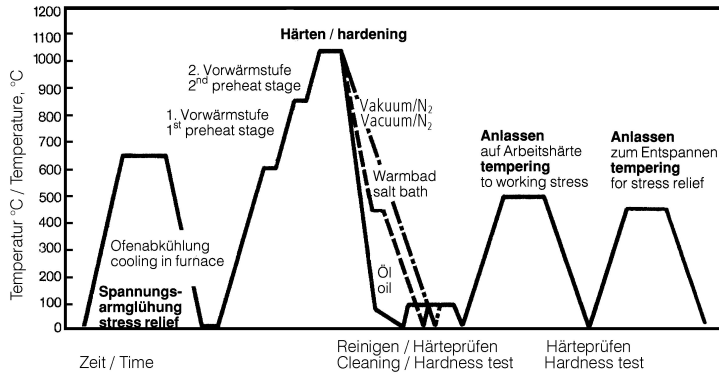 1200
1100
1000
900
800
700
600
500
400
300
200
100
0
Temperatur °C / Temperature, °C
Härten / hardening
2. Vorwärmstufe
2nd preheat stage
1. Vorwärmstufe
1st preheat stage
Vakuum/N2
Vacuum/N2
Warmbad
salt bath
Öl
oil
Anlassen
auf Arbeitshärte
tempering
to working stress
Anlassen
zum Entspannen
tempering
for stress relief
Ofenabkühlung
cooling in furnace
Spannungs-
armglühung
stress relief
Zeit / Time
Reinigen / Härteprüfen
Cleaning / Hardness test
Härteprüfen
Hardness test